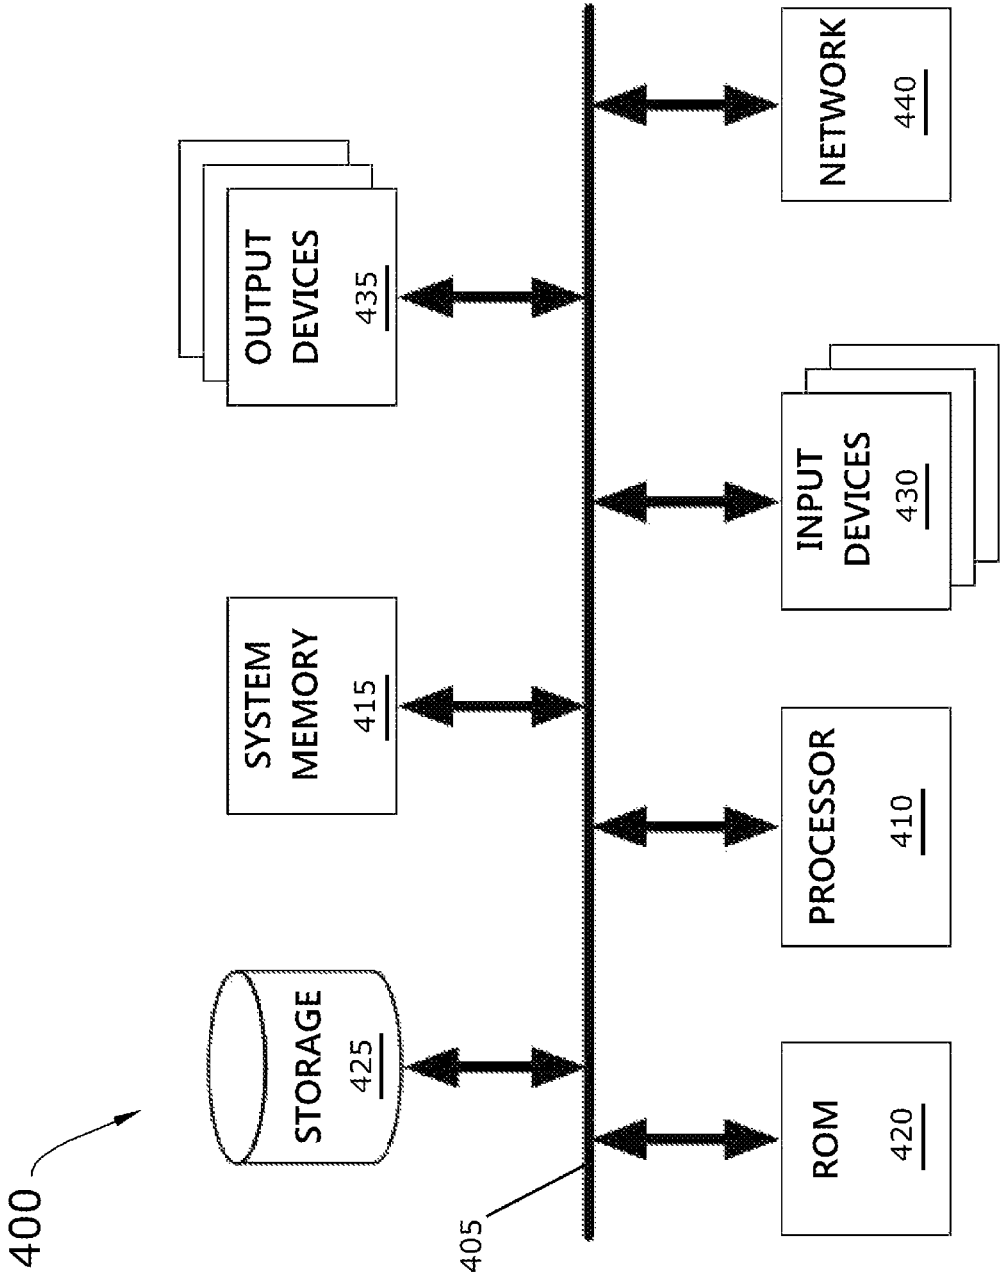 400
STORAGE
425
SYSTEM
MEMORY
415
OUTPUT
DEVICES
435
405
ROM
420
PROCESSOR
410
INPUT
DEVICES
430
NETWORK
440